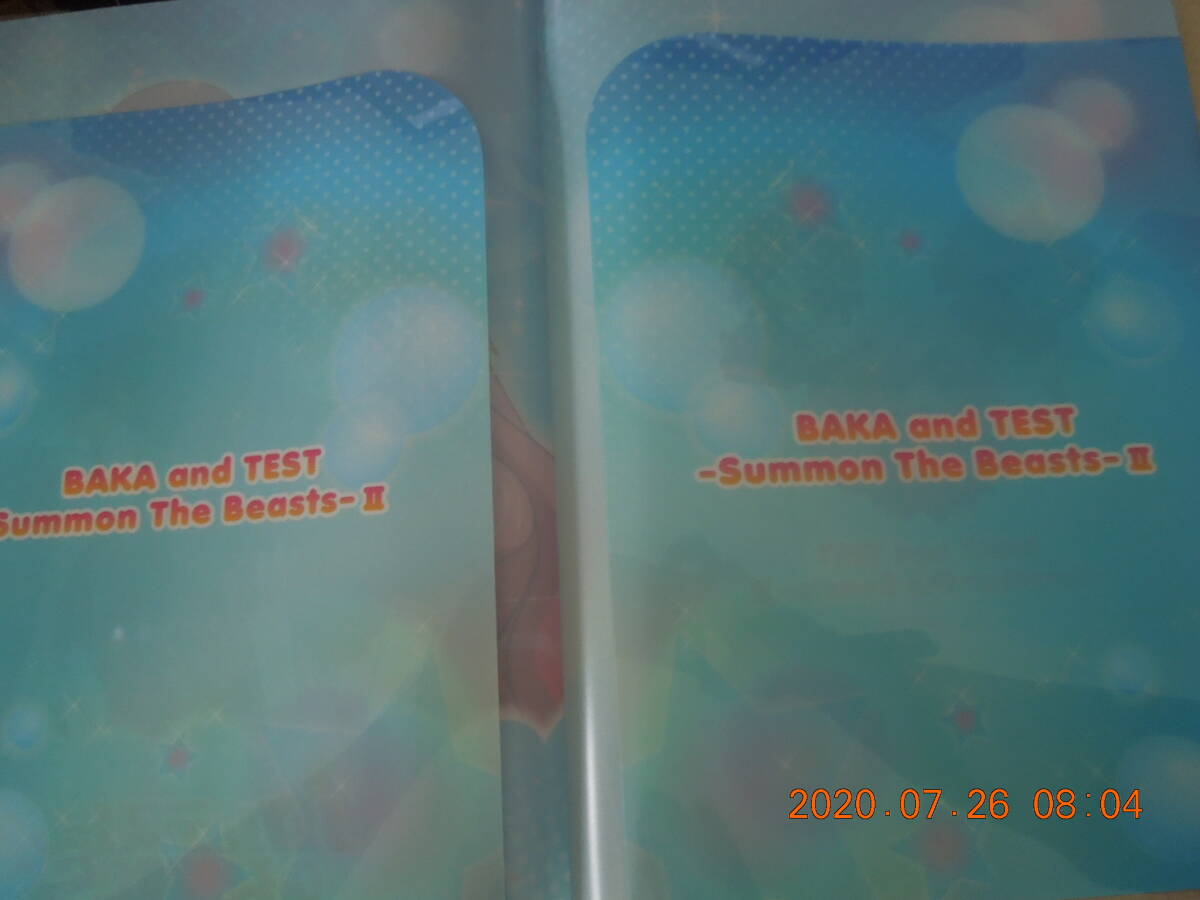 BAKA and TEST
Summon The Beasts-Ⅱ
BAKA and TEST
-Summon The Beasts-Ⅱ
2020.07.26 08:04